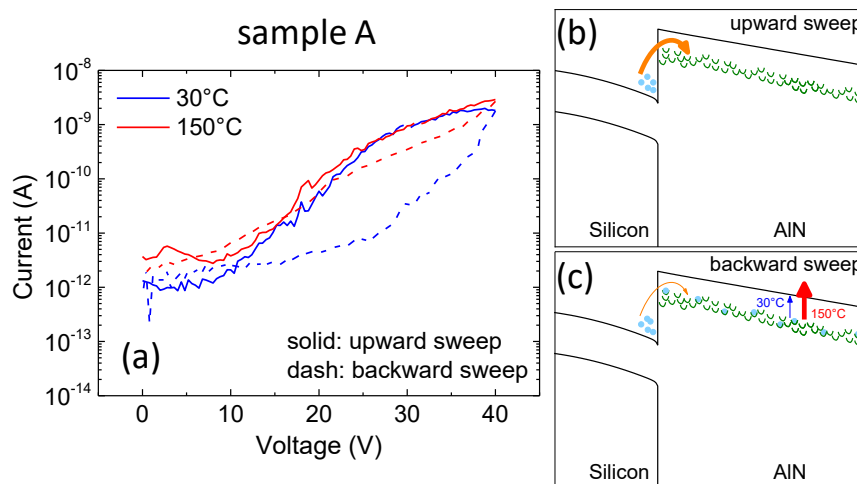 sample A
(a)
30°C
150°C
solid: upward sweep
dash: backward sweep
Current (A)
10⁻⁸
10⁻⁹
10⁻¹⁰
10⁻¹¹
10⁻¹²
10⁻¹³
10⁻¹⁴
0 10 20 30 40
Voltage (V)
(b)
upward sweep
Silicon AlN
(c)
backward sweep
30°C
150°C
Silicon AlN